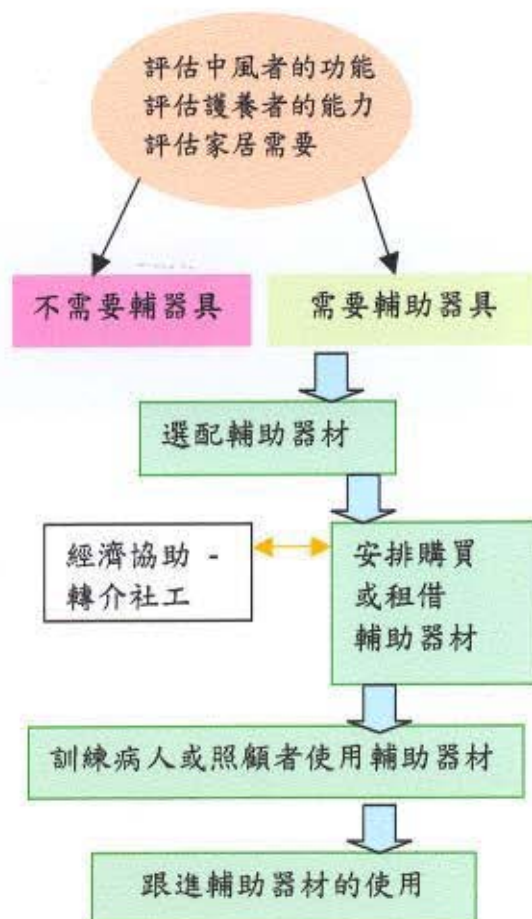 評估中風者的功能
評估護養者的能力
評估家居需要
不需要輔器具
需要輔助器具
選配輔助器材
經濟協助 -
轉介社工
安排購買
或租借
輔助器材
訓練病人或照顧者使用輔助器材
跟進輔助器材的使用